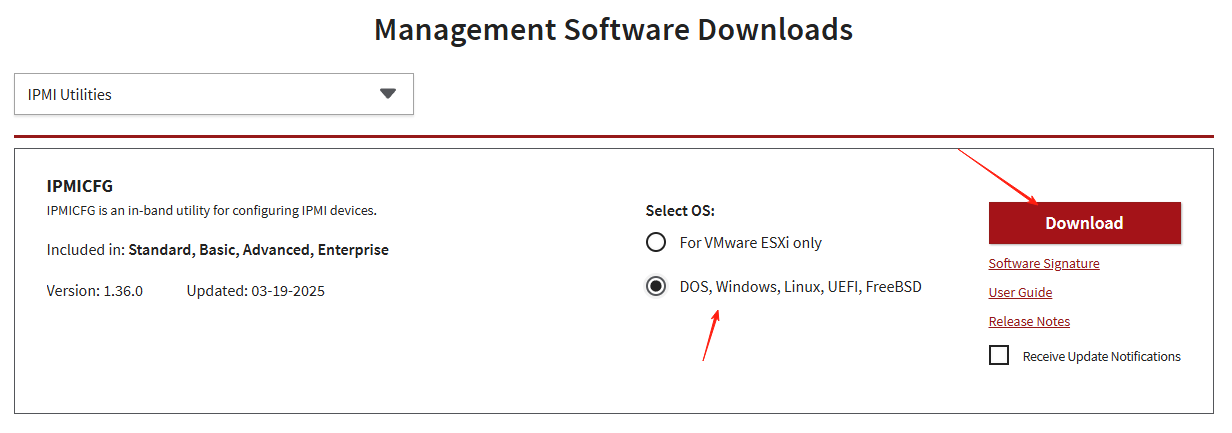 Management Software Downloads
IPMI Utilities
IPMICFG
IPMICFG is an in-band utility for configuring IPMI devices.
Included in: Standard, Basic, Advanced, Enterprise
Version: 1.36.0 Updated: 03-19-2025
Select OS:
For VMware ESXi only
DOS, Windows, Linux, UEFI, FreeBSD
Download
Software Signature
User Guide
Release Notes
Receive Update Notifications